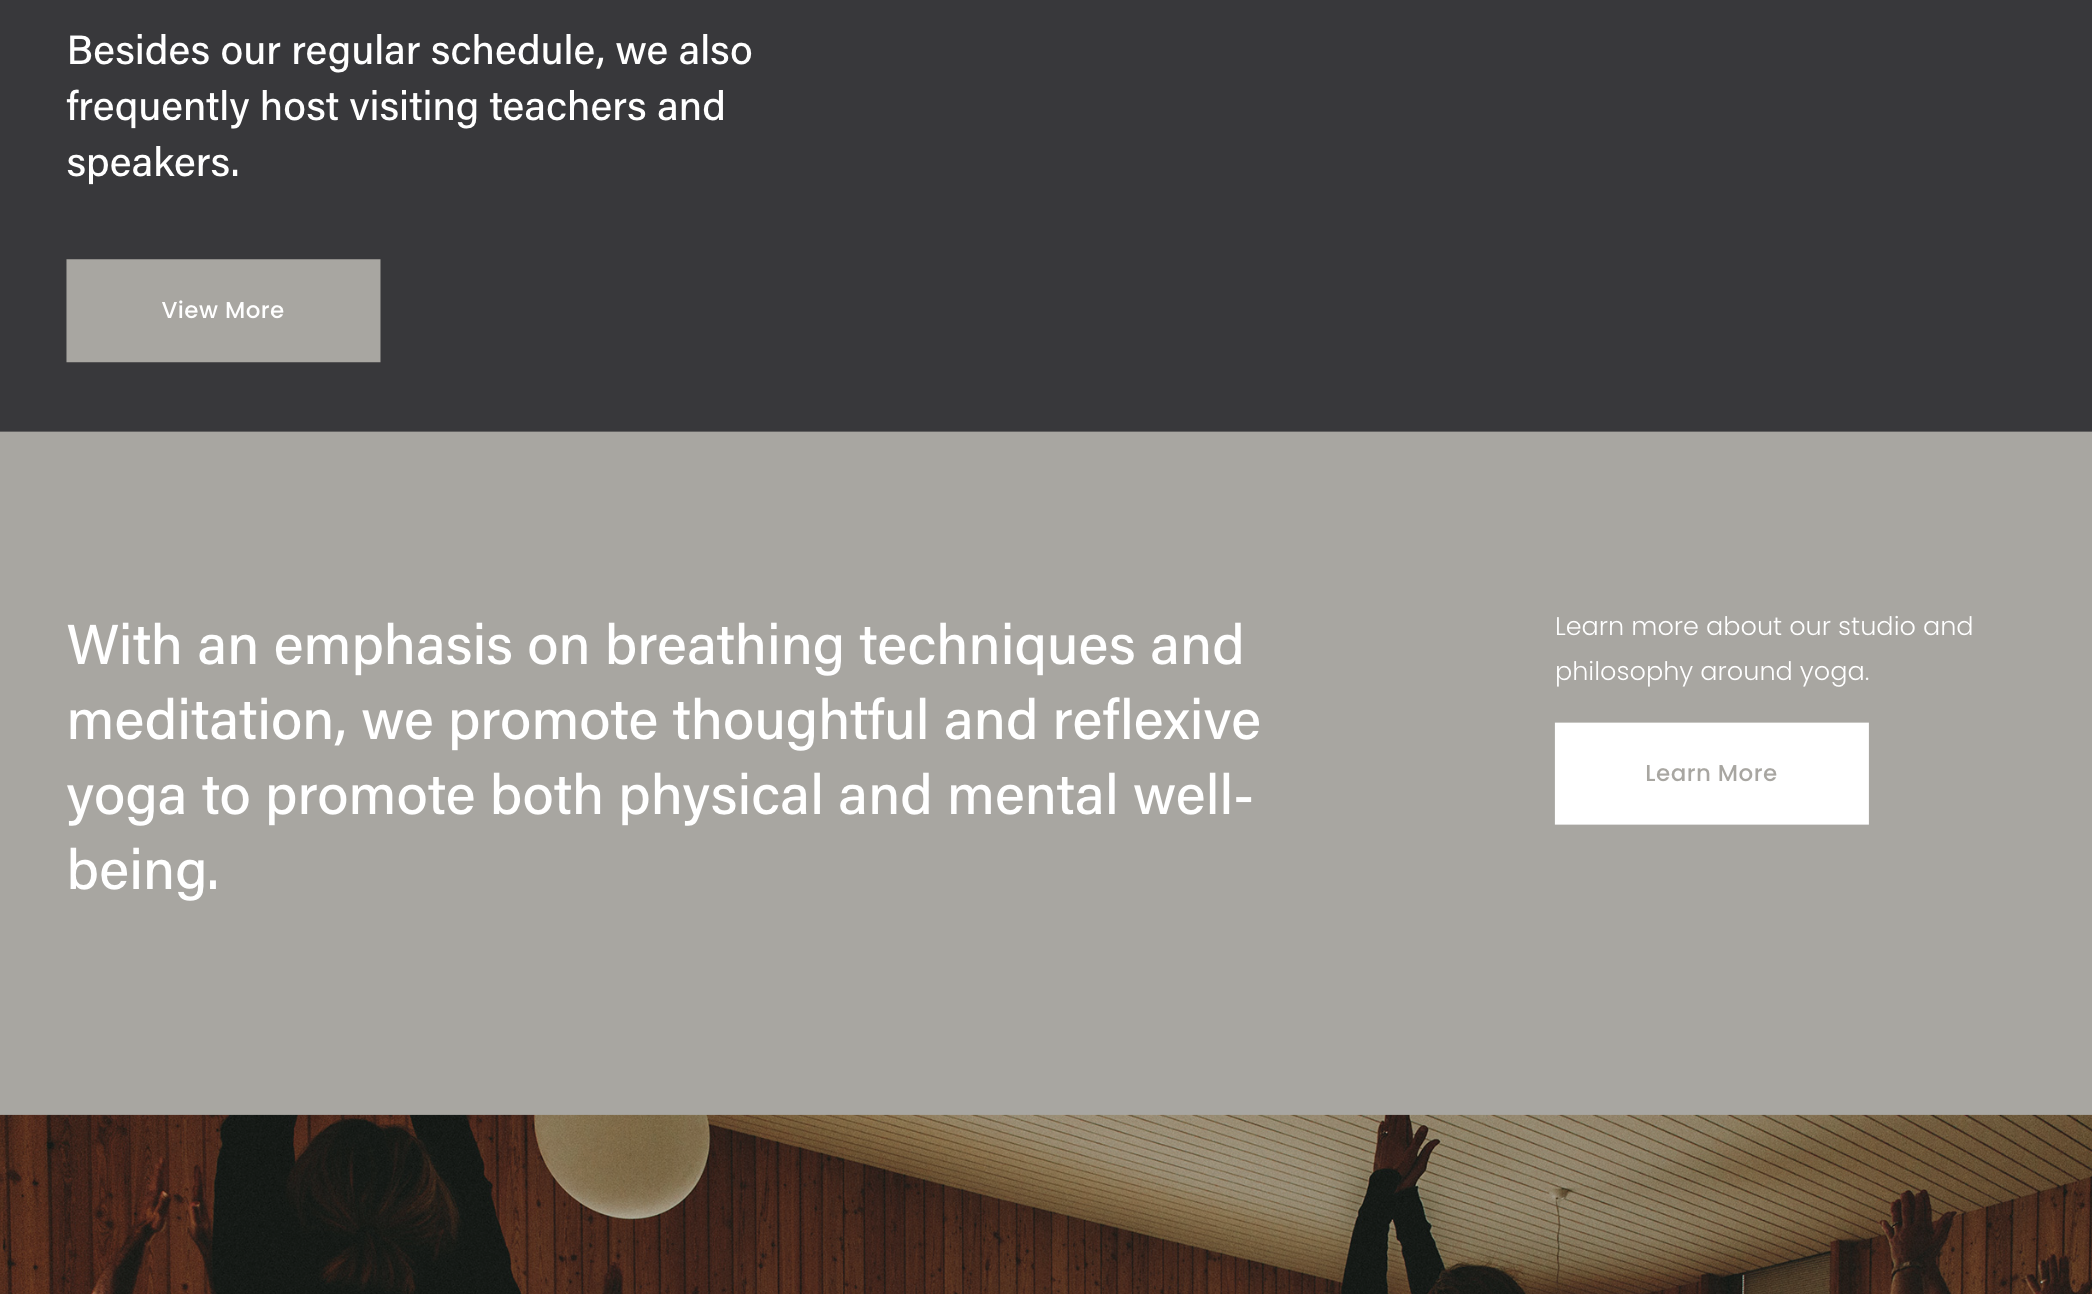 Besides our regular schedule, we also
frequently host visiting teachers and
speakers.
View More
With an emphasis on breathing techniques and
meditation, we promote thoughtful and reflexive
yoga to promote both physical and mental well-
being.
Learn more about our studio and
philosophy around yoga.
Learn More